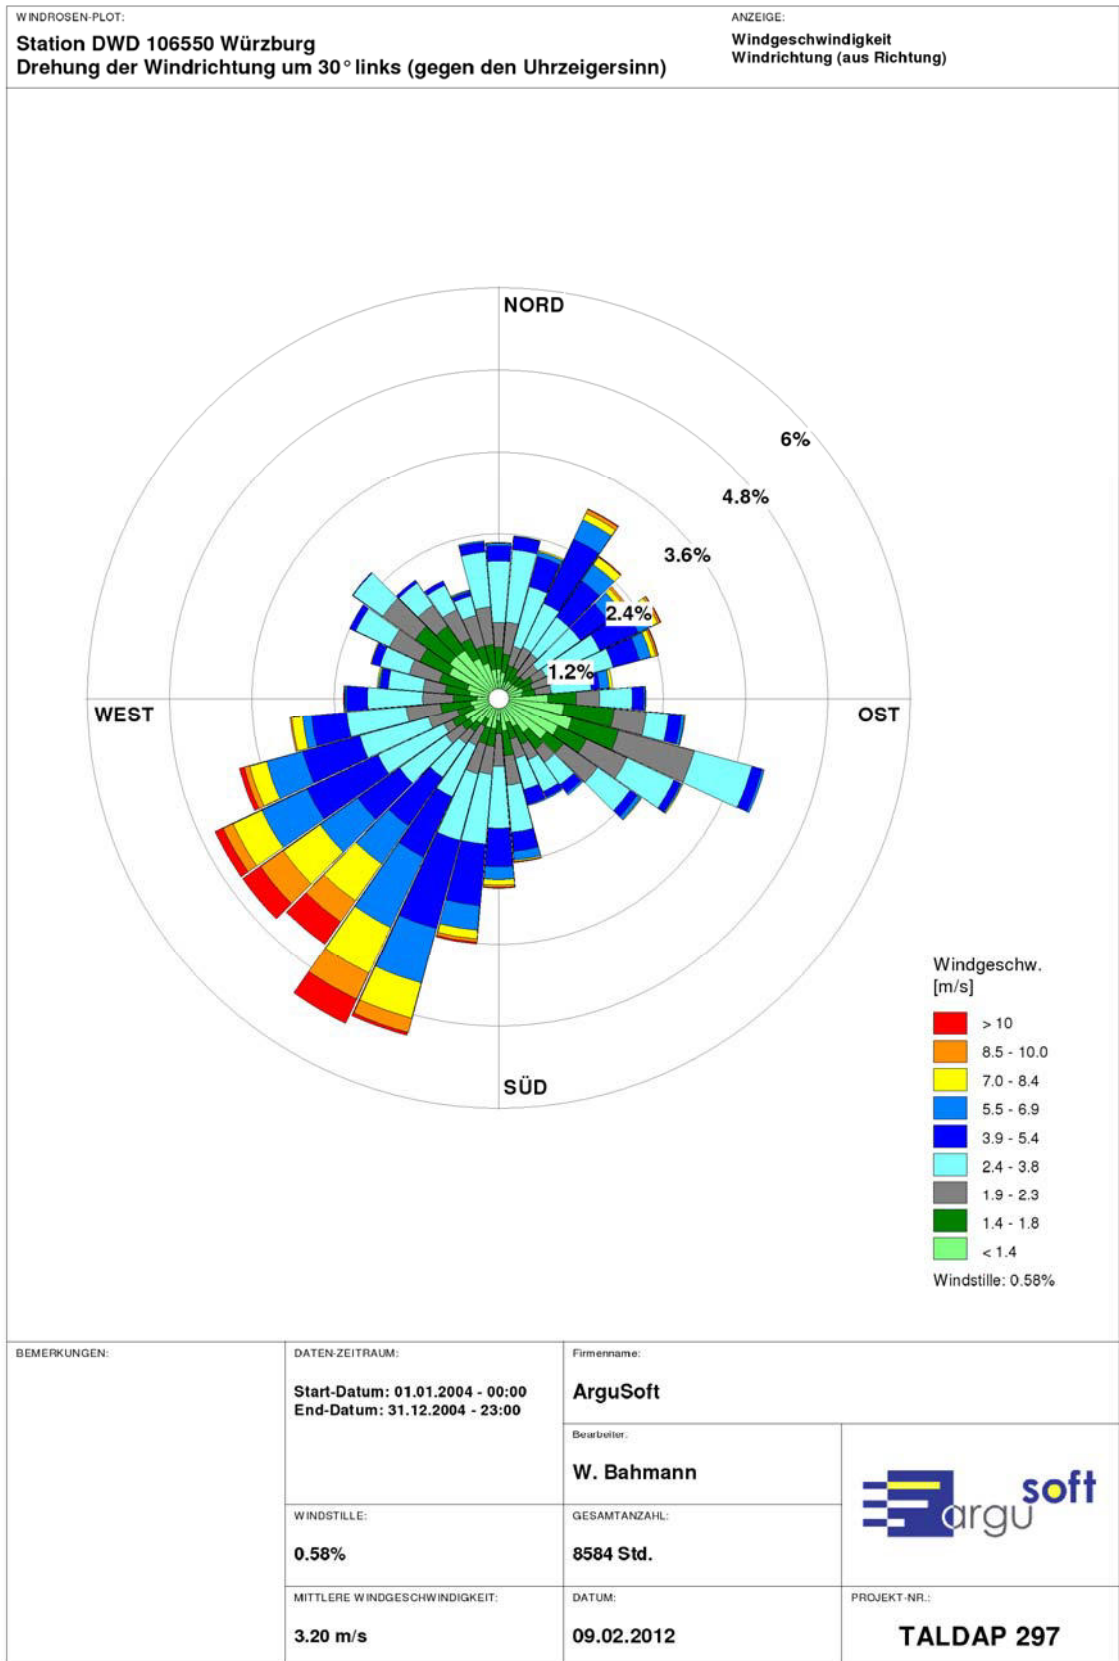 WINDROSEN-PLOT:
Station DWD 106550 Würzburg
Drehung der Windrichtung um 30° links (gegen den Uhrzeigersinn)
ANZEIGE:
Windgeschwindigkeit
Windrichtung (aus Richtung)
NORD
6%
4.8%
3.6%
2.4%
1.2%
WEST
OST
SÜD
Windgeschw.
[m/s]
> 10
8.5 - 10.0
7.0 - 8.4
5.5 - 6.9
3.9 - 5.4
2.4 - 3.8
1.9 - 2.3
1.4 - 1.8
< 1.4
Windstille: 0.58%
BEMERKUNGEN:
DATEN-ZEITRAUM:
Start-Datum: 01.01.2004 - 00:00
End-Datum: 31.12.2004 - 23:00
Firmenname:
ArguSoft
Bearbeiter:
W. Bahmann
WINDSTILLE:
0.58%
GESAMTANZAHL:
8584 Std.
argu soft
MITTLERE WINDGESCHWINDIGKEIT:
3.20 m/s
DATUM:
09.02.2012
PROJEKT-NR.:
TALDAP 297